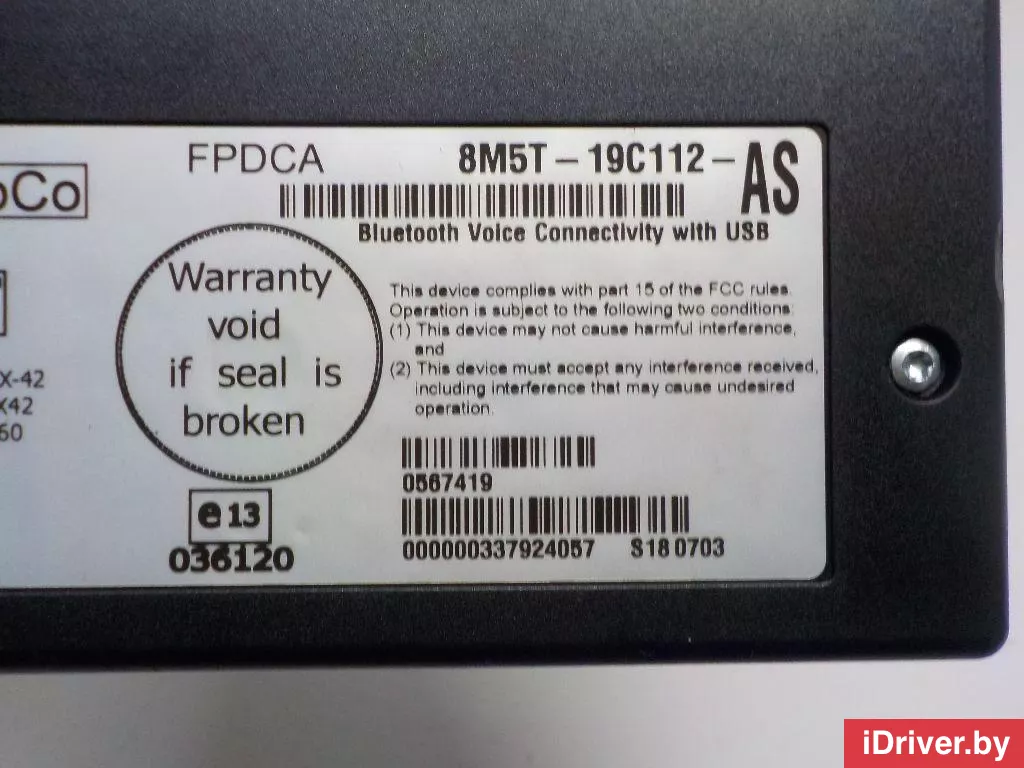 FPDCA
8M5T-19C112-AS
oCo
Bluetooth Voice Connectivity with USB
Warranty
void
if seal is
broken
This device complies with part 15 of the FCC rules.
Operation is subject to the following two conditions:
(1) This device may not cause harmful interference,
and
(2) This device must accept any interference received,
including interference that may cause undesired
operation.
X-42
X42
60
0567419
e13
036120
000000337924057 S180703
iDriver.by